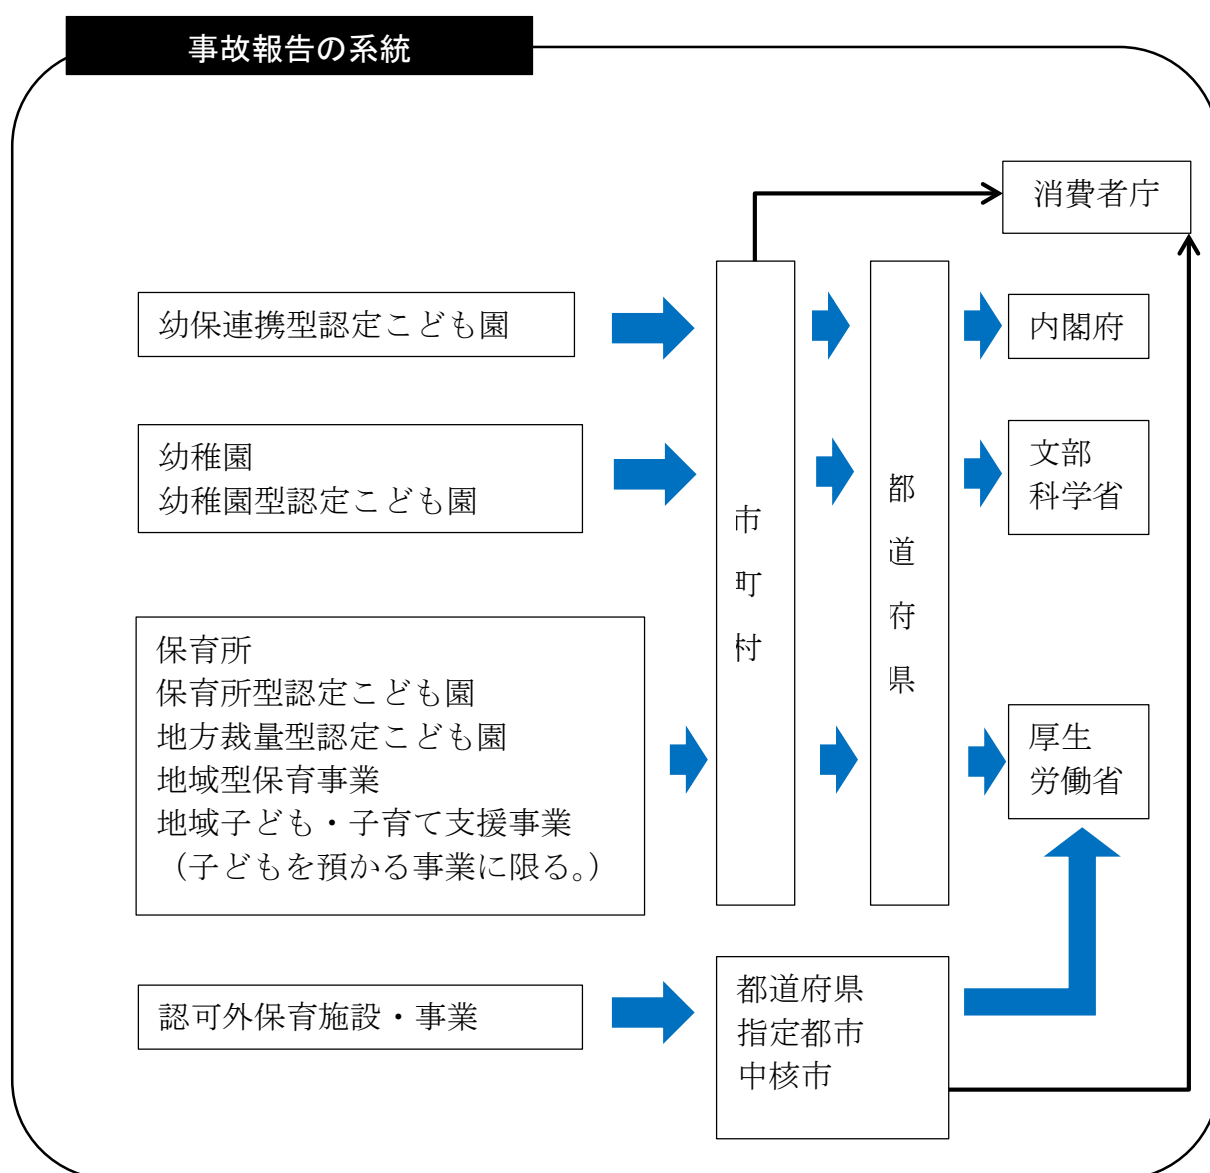 事故報告の系統
消費者庁
幼保連携型認定こども園
内閣府
幼稚園
幼稚園型認定こども園
文部
科学省
市町村
都道府県
保育所
保育所型認定こども園
地方裁量型認定こども園
地域型保育事業
地域子ども・子育て支援事業
(子どもを預かる事業に限る。)
厚生
労働省
認可外保育施設・事業
都道府県
指定都市
中核市